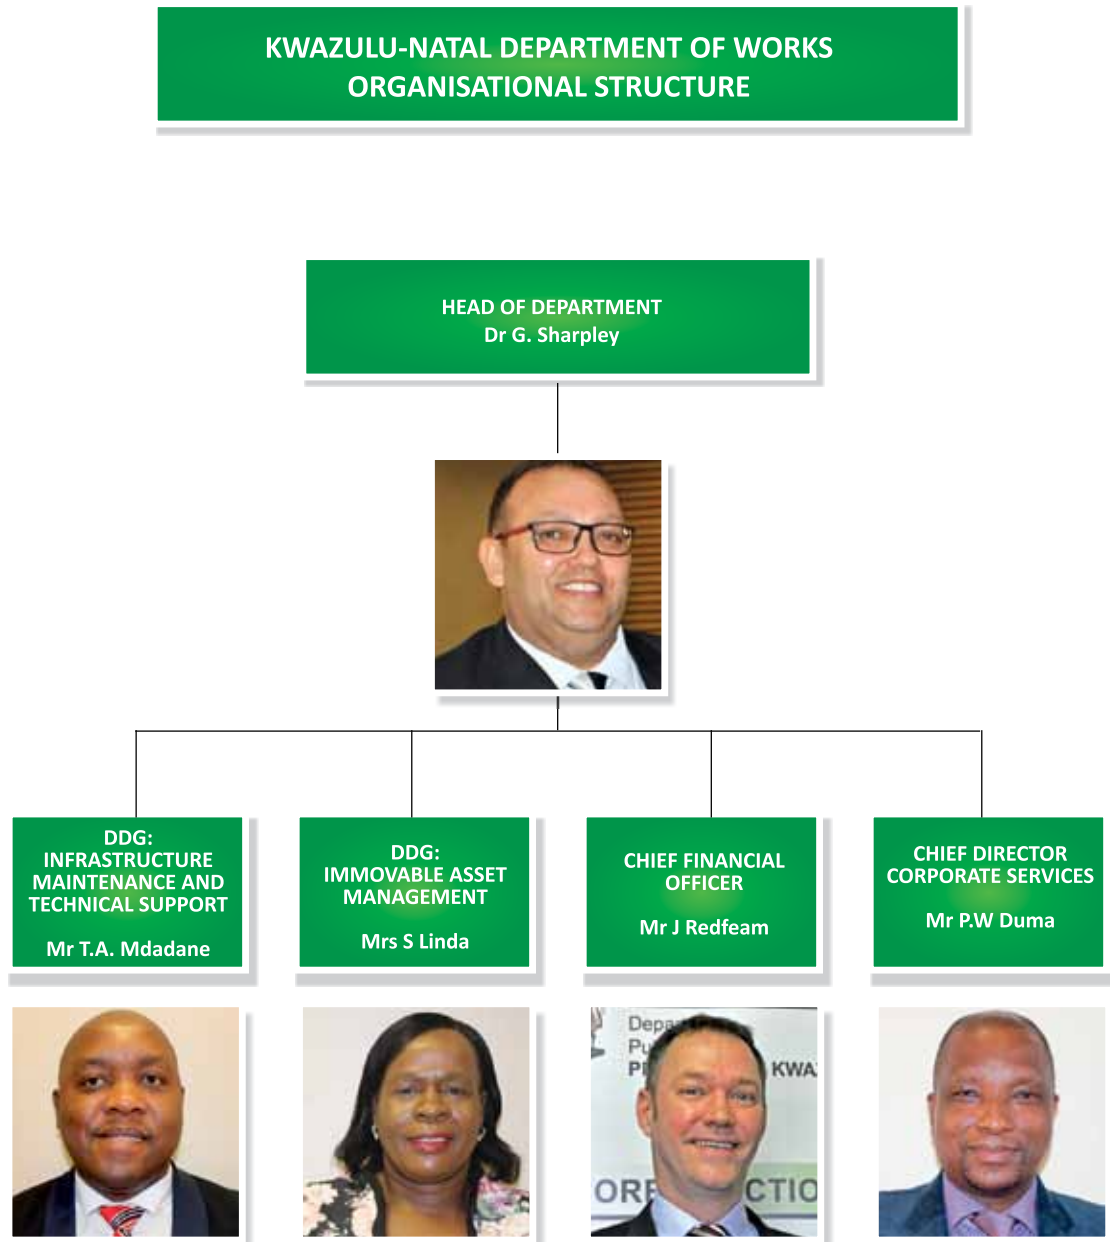 KWAZULU-NATAL DEPARTMENT OF WORKS
ORGANISATIONAL STRUCTURE
HEAD OF DEPARTMENT
Dr G. Sharpley
DDG:
INFRASTRUCTURE
MAINTENANCE AND
TECHNICAL SUPPORT
Mr T.A. Mdadane
DDG:
IMMOVABLE ASSET
MANAGEMENT
Mrs S Linda
CHIEF FINANCIAL
OFFICER
Mr J Redfeam
CHIEF DIRECTOR
CORPORATE SERVICES
Mr P.W Duma
KWA